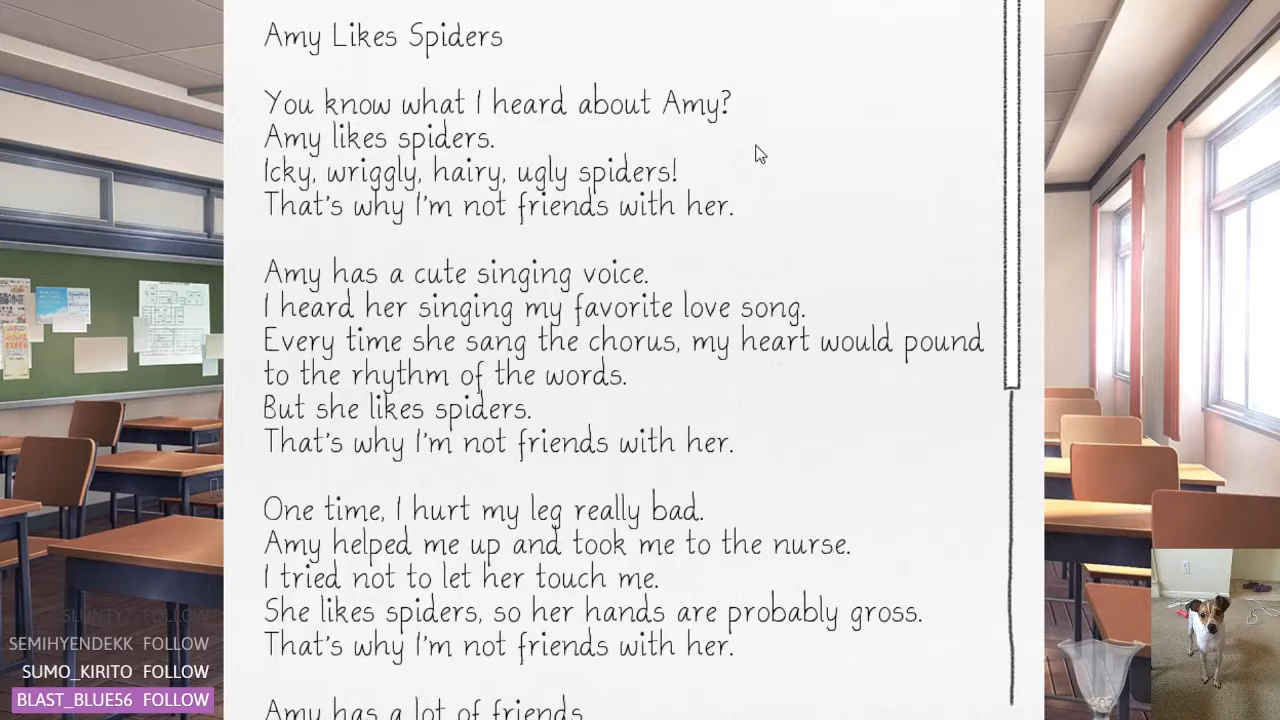 Amy Likes Spiders
You know what I heard about Amy?
Amy likes spiders.
Icky, wriggly, hairy, ugly spiders!
That's why I'm not friends with her.
Amy has a cute singing voice.
I heard her singing my favorite love song.
Every time she sang the chorus, my heart would pound
to the rhythm of the words.
But she likes spiders.
That's why I'm not friends with her.
One time, I hurt my leg really bad.
Amy helped me up and took me to the nurse.
I tried not to let her touch me.
She likes spiders, so her hands are probably gross.
That's why I'm not friends with her.
Amy has a lot of friends
SLUNTY7 FOLLOW
SEMIHYENDEKK FOLLOW
SUMO_KIRITO FOLLOW
BLAST_BLUE56 FOLLOW